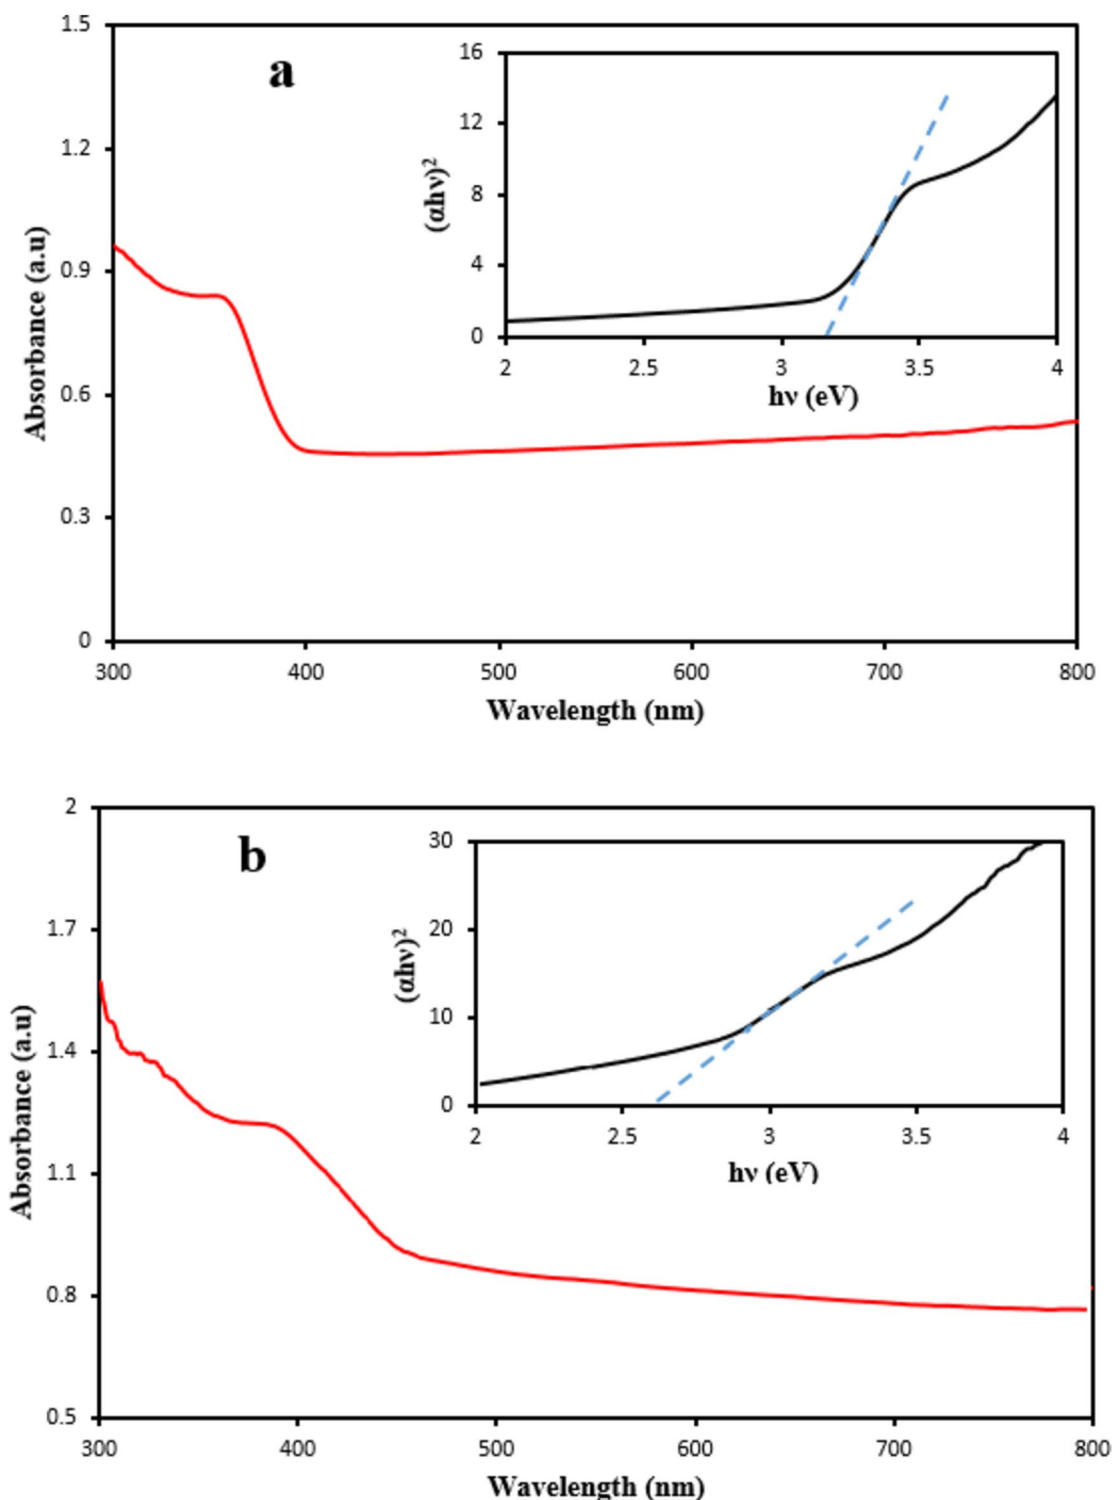 a
1.5
1.2
0.9
0.6
0.3
0
Absorbance (a.u)
300 400 500 600 700 800
Wavelength (nm)
16
12
8
4
0
(αhν)²
2 2.5 3 3.5 4
hν (eV)
b
2
1.7
1.4
1.1
0.8
0.5
Absorbance (a.u)
300 400 500 600 700 800
Wavelength (nm)
30
20
10
0
(αhν)²
2 2.5 3 3.5 4
hν (eV)